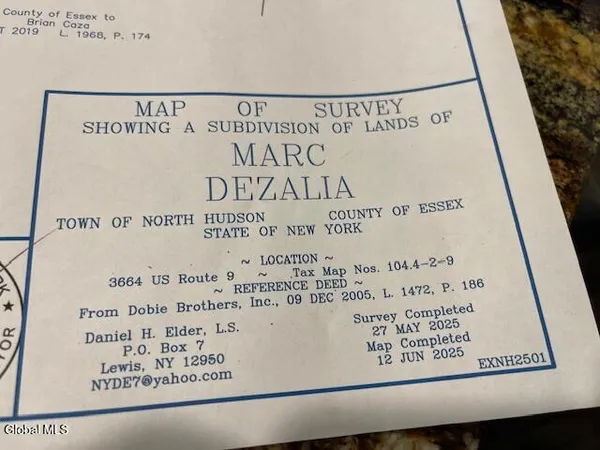 County of Essex to
Brian Caza
T 2019 L. 1968, P. 174
MAP OF SURVEY
SHOWING A SUBDIVISION OF LANDS OF
MARC
DEZALIA
TOWN OF NORTH HUDSON COUNTY OF ESSEX
STATE OF NEW YORK
~ LOCATION ~
3664 US Route 9 ~ Tax Map Nos. 104.4-2-9
~ REFERENCE DEED ~
From Dobie Brothers, Inc., 09 DEC 2005, L. 1472, P. 186
Daniel H. Elder, L.S.
P.O. Box 7
Lewis, NY 12950
NYDE7@yahoo.com
Survey Completed
27 MAY 2025
Map Completed
12 JUN 2025
EXNH2501
Global MLS